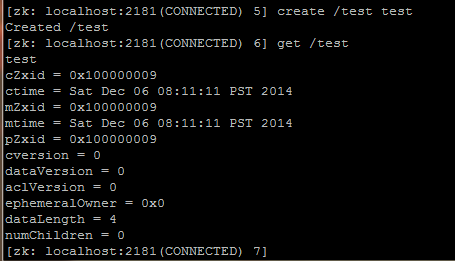 [zk: localhost:2181(CONNECTED) 5] create /test test
Created /test
[zk: localhost:2181(CONNECTED) 6] get /test
test
cZxid = 0x100000009
ctime = Sat Dec 06 08:11:11 PST 2014
mZxid = 0x100000009
mtime = Sat Dec 06 08:11:11 PST 2014
pZxid = 0x100000009
cversion = 0
dataVersion = 0
aclVersion = 0
ephemeralOwner = 0x0
dataLength = 4
numChildren = 0
[zk: localhost:2181(CONNECTED) 7]